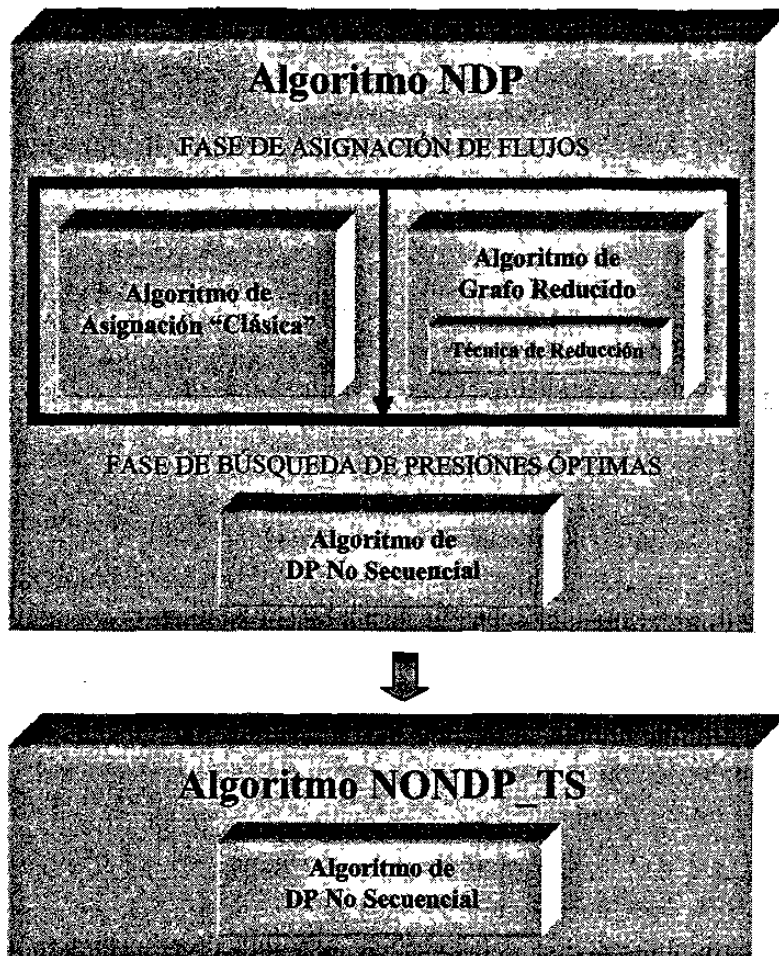 Algoritmo NDP
FASE DE ASIGNACIÓN DE FLUJOS
Algoritmo de
Asignación “Clásica”
Algoritmo de
Grafo Reducido
Técnica de Reducción
FASE DE BÚSQUEDA DE PRESIONES ÓPTIMAS
Algoritmo de
DP No Secuencial
Algoritmo NONDP_TS
Algoritmo de
DP No Secuencial